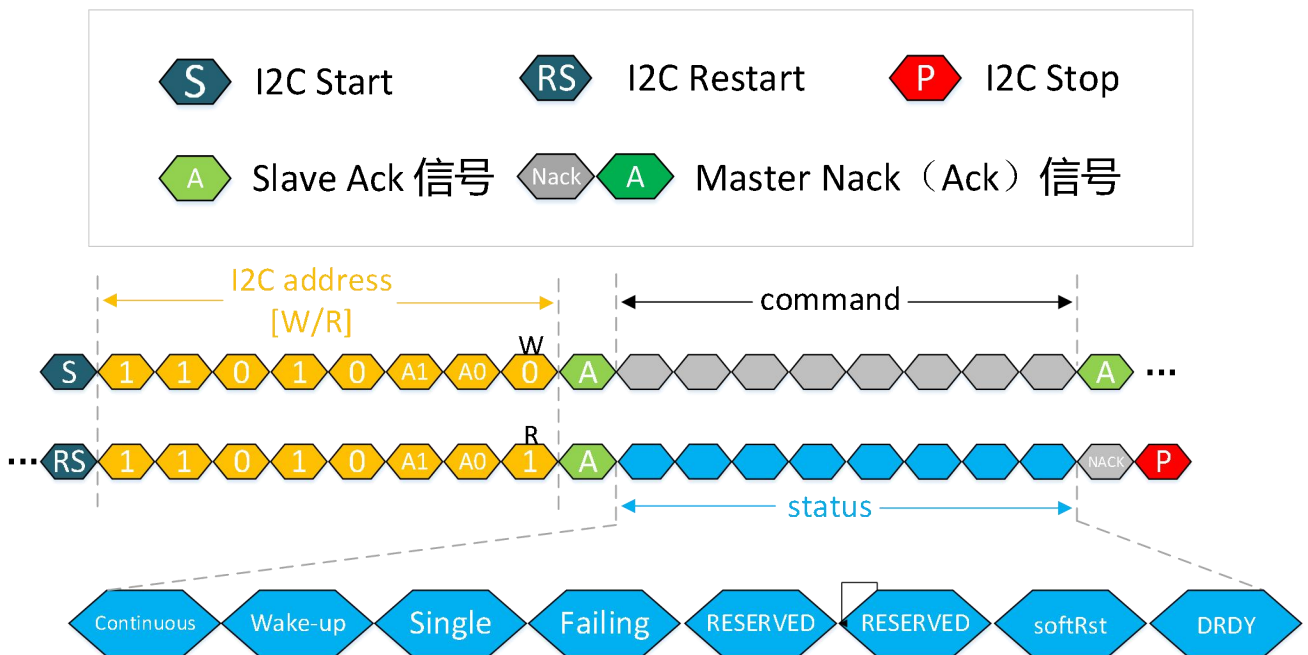 S I2C Start RS I2C Restart P I2C Stop
A Slave Ack 信号 Nack A Master Nack（Ack）信号
I2C address
[W/R]
command
W
S 1 1 0 1 0 A1 A0 0 A A ...
R
... RS 1 1 0 1 0 A1 A0 1 A NACK P
status
Continuous Wake-up Single Failing RESERVED RESERVED softRst DRDY